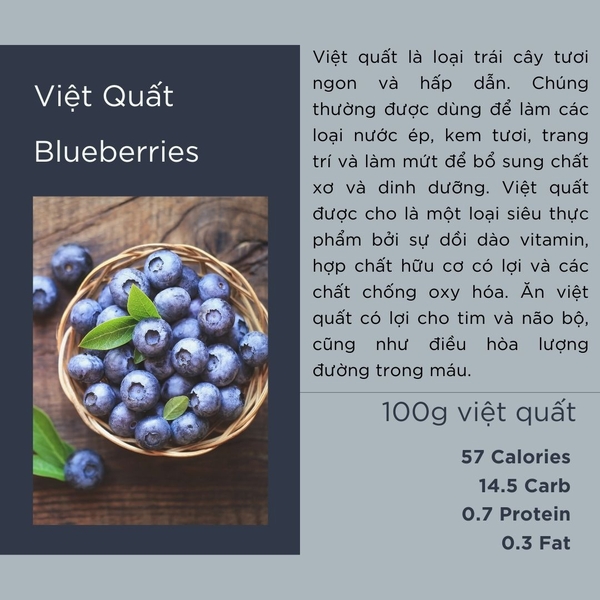 Việt Quất
Blueberries
Việt quất là loại trái cây tươi
ngon và hấp dẫn. Chúng
thường được dùng để làm các
loại nước ép, kem tươi, trang
trí và làm mứt để bổ sung chất
xơ và dinh dưỡng. Việt quất
được cho là một loại siêu thực
phẩm bởi sự dồi dào vitamin,
hợp chất hữu cơ có lợi và các
chất chống oxy hóa. Ăn việt
quất có lợi cho tim và não bộ,
cũng như điều hòa lượng
đường trong máu.
100g việt quất
57 Calories
14.5 Carb
0.7 Protein
0.3 Fat